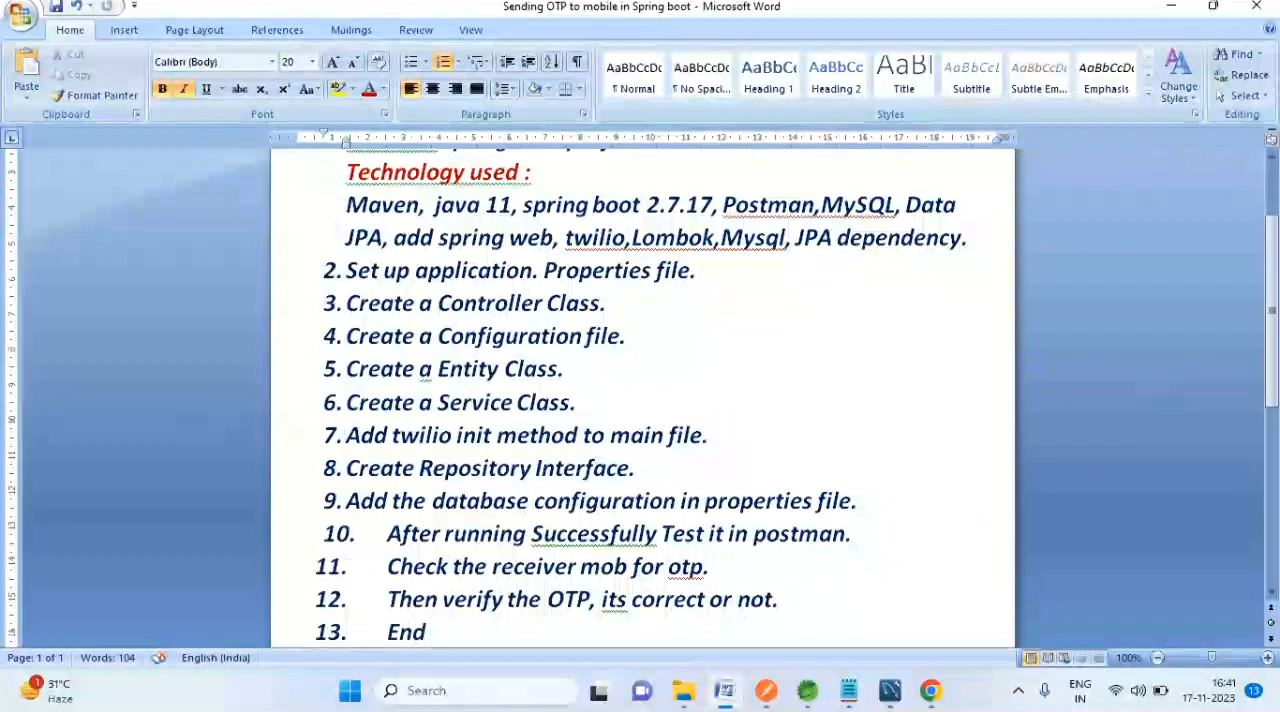 Sending OTP to mobile in Spring boot - Microsoft Word
Home Insert Page Layout References Mailings Review View
Paste
Cut
Copy
Format Painter
Clipboard
Calibri (Body) 20
B I U abc x₂ x² Aa
Font
Paragraph
AaBbCcDc AaBbCcDc AaBbCc AaBbCc AaBl AaBbCcL AaBbCcDc AaBbCcDc
¶ Normal ¶ No Spaci... Heading 1 Heading 2 Title Subtitle Subtle Em... Emphasis
Change Styles
Styles
Find
Replace
Select
Editing
Technology used :
Maven, java 11, spring boot 2.7.17, Postman,MySQL, Data
JPA, add spring web, twilio,Lombok,Mysql, JPA dependency.
2. Set up application. Properties file.
3. Create a Controller Class.
4. Create a Configuration file.
5. Create a Entity Class.
6. Create a Service Class.
7. Add twilio init method to main file.
8. Create Repository Interface.
9. Add the database configuration in properties file.
10. After running Successfully Test it in postman.
11. Check the receiver mob for otp.
12. Then verify the OTP, its correct or not.
13. End
Page: 1 of 1 Words: 104 English (India) 100%
1 31°C
Haze
Search
ENG
IN
16:41
17-11-2023
13